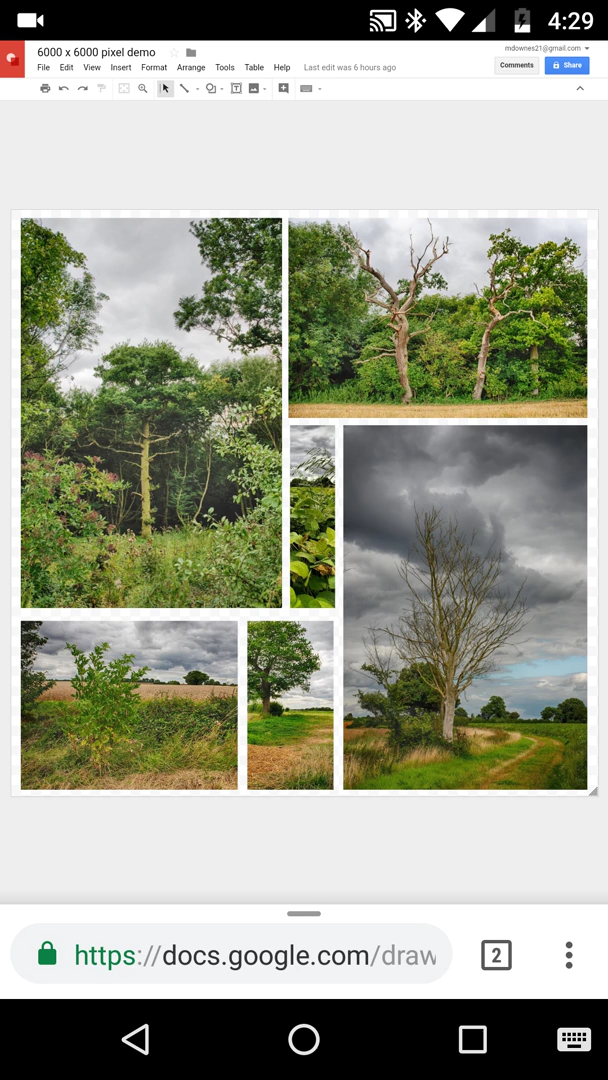 4:29
6000 x 6000 pixel demo
mdownes21@gmail.com
File Edit View Insert Format Arrange Tools Table Help Last edit was 6 hours ago
Comments Share
https://docs.google.com/draw
2